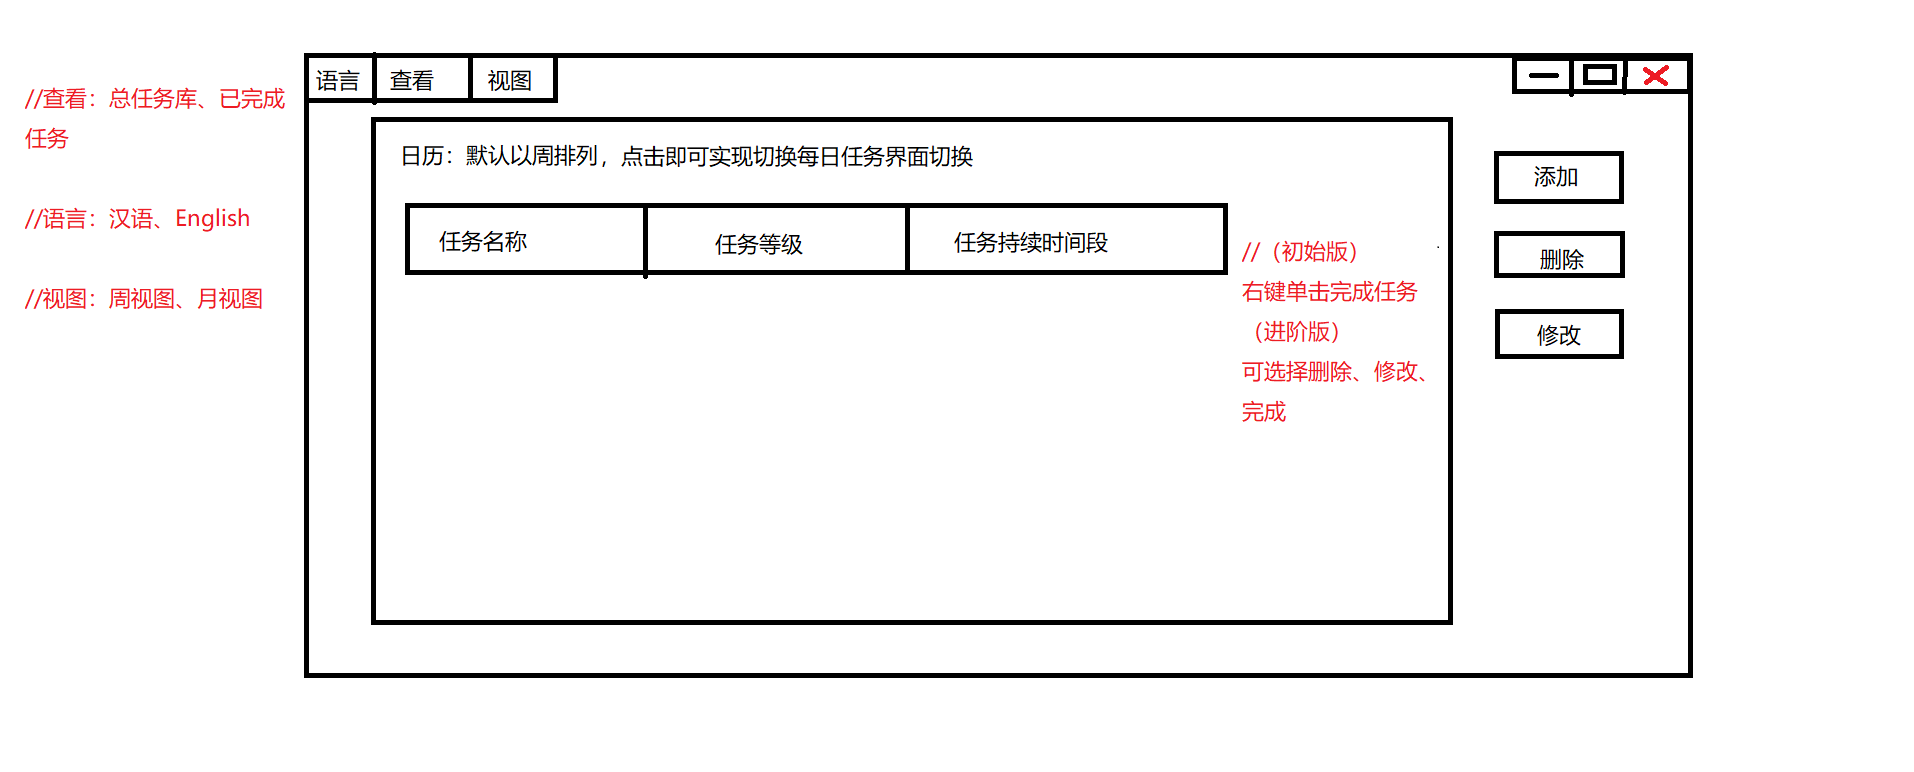 //查看：总任务库、已完成
任务
//语言：汉语、English
//视图：周视图、月视图
语言
查看
视图
日历：默认以周排列，点击即可实现切换每日任务界面切换
任务名称
任务等级
任务持续时间段
//（初始版）
右键单击完成任务
（进阶版）
可选择删除、修改、
完成
添加
删除
修改